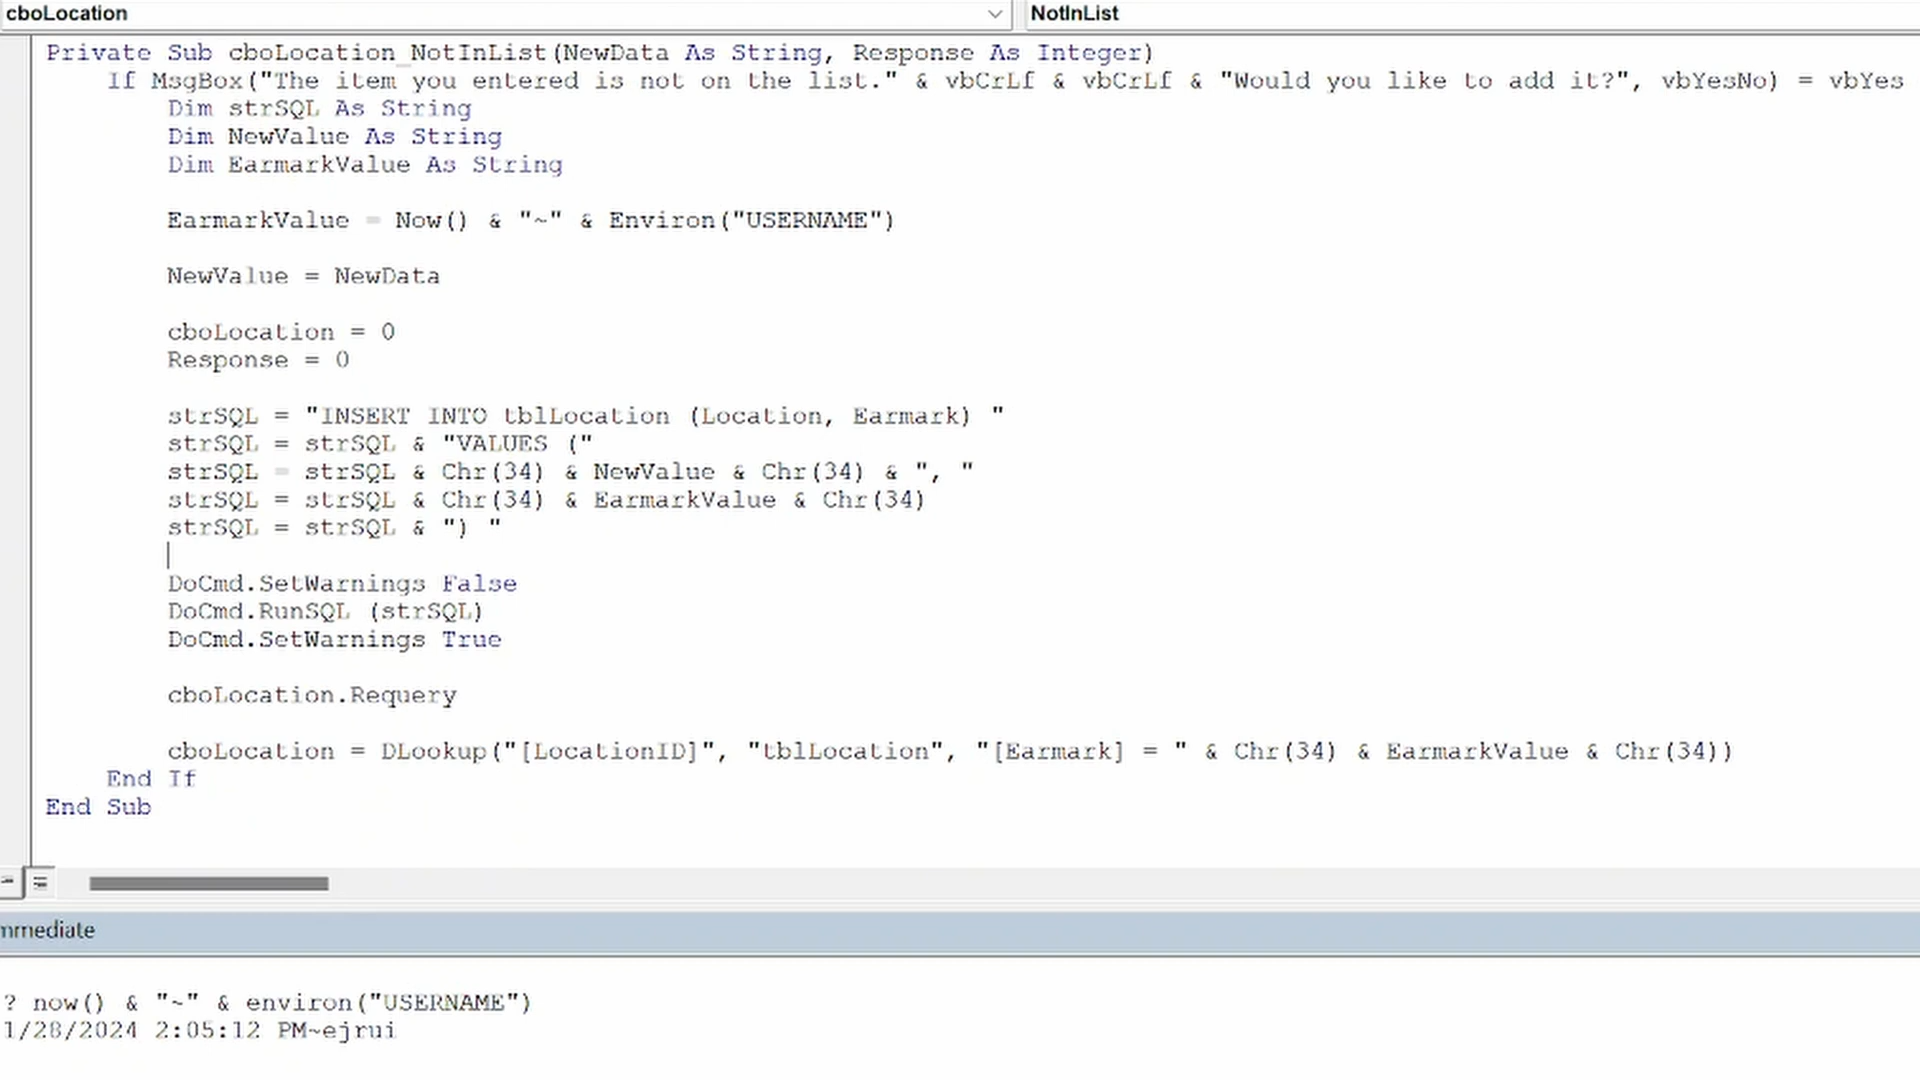 cboLocation
NotInList
Private Sub cboLocation_NotInList(NewData As String, Response As Integer)
If MsgBox("The item you entered is not on the list." & vbCrLf & vbCrLf & "Would you like to add it?", vbYesNo) = vbYes
Dim strSQL As String
Dim NewValue As String
Dim EarmarkValue As String
EarmarkValue = Now() & "~" & Environ("USERNAME")
NewValue = NewData
cboLocation = 0
Response = 0
strSQL = "INSERT INTO tblLocation (Location, Earmark) "
strSQL = strSQL & "VALUES ("
strSQL = strSQL & Chr(34) & NewValue & Chr(34) & ", "
strSQL = strSQL & Chr(34) & EarmarkValue & Chr(34)
strSQL = strSQL & ") "
DoCmd.SetWarnings False
DoCmd.RunSQL (strSQL)
DoCmd.SetWarnings True
cboLocation.Requery
cboLocation = DLookup("[LocationID]", "tblLocation", "[Earmark] = " & Chr(34) & EarmarkValue & Chr(34))
End If
End Sub
mmediate
? now() & "~" & environ("USERNAME")
1/28/2024 2:05:12 PM~ejrui